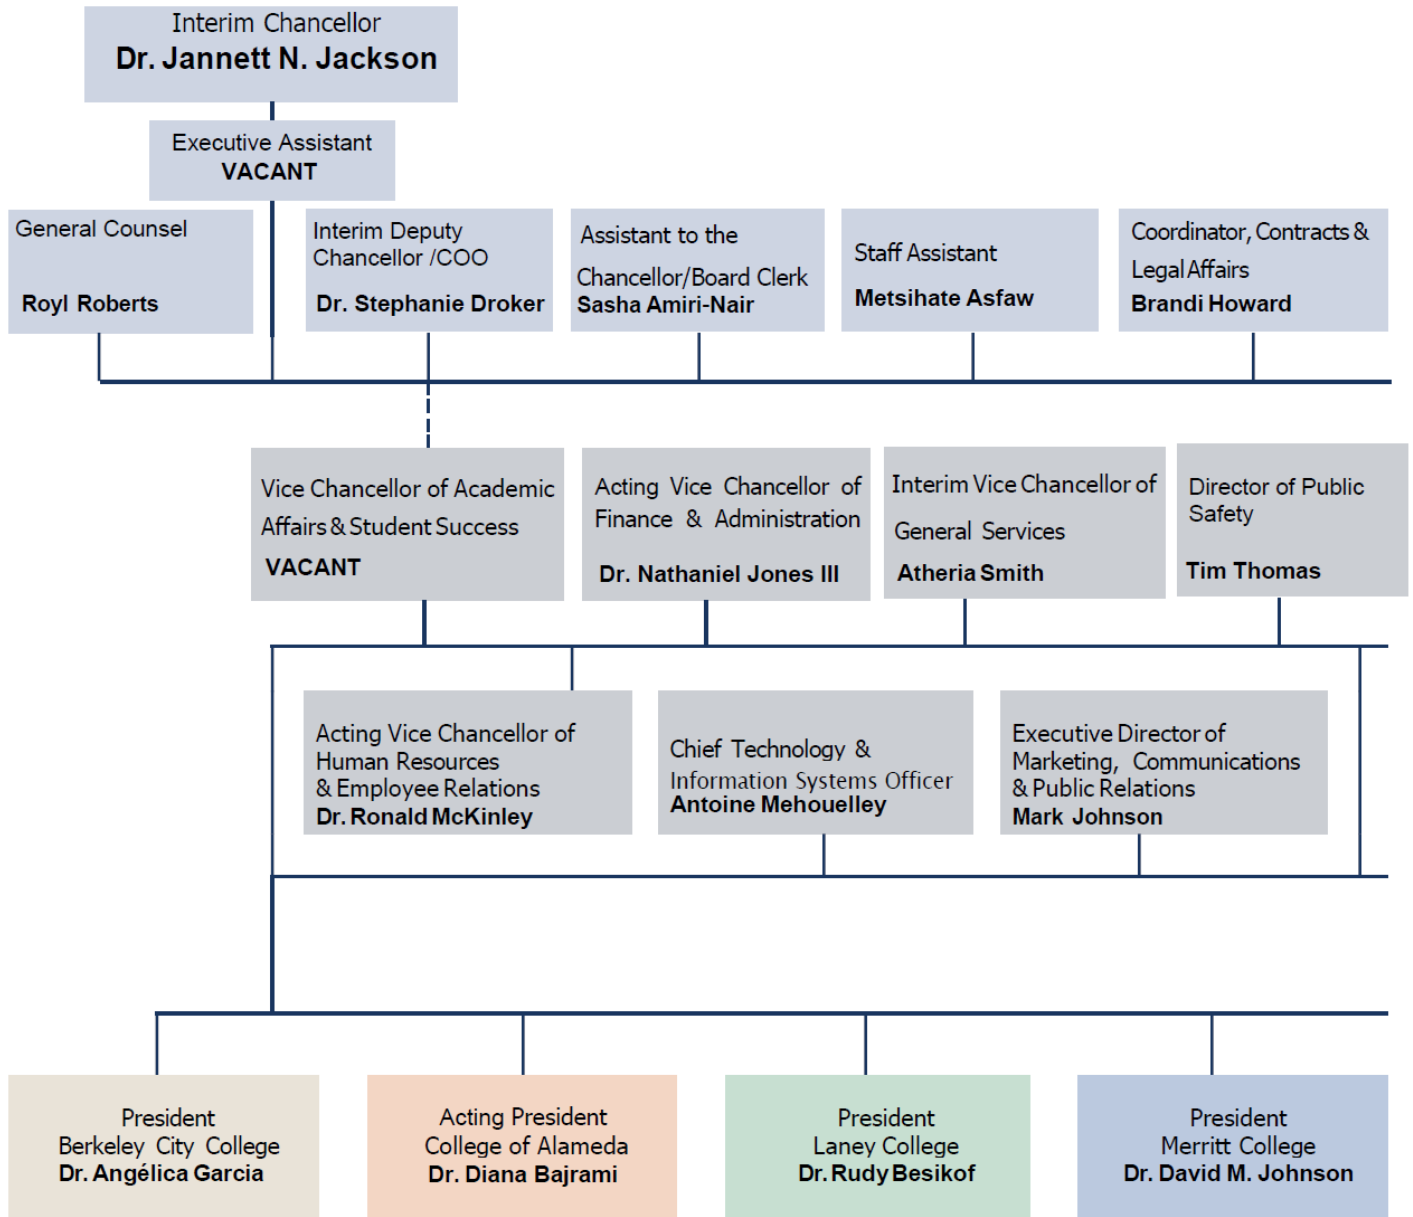 Interim Chancellor
Dr. Jannett N. Jackson
Executive Assistant
VACANT
General Counsel
Royl Roberts
Interim Deputy
Chancellor /COO
Dr. Stephanie Droker
Assistant to the
Chancellor/Board Clerk
Sasha Amiri-Nair
Staff Assistant
Metsihate Asfaw
Coordinator, Contracts &
Legal Affairs
Brandi Howard
Vice Chancellor of Academic
Affairs & Student Success
VACANT
Acting Vice Chancellor of
Finance & Administration
Dr. Nathaniel Jones III
Interim Vice Chancellor of
General Services
Atheria Smith
Director of Public
Safety
Tim Thomas
Acting Vice Chancellor of
Human Resources
& Employee Relations
Dr. Ronald McKinley
Chief Technology &
Information Systems Officer
Antoine Mehouelley
Executive Director of
Marketing, Communications
& Public Relations
Mark Johnson
President
Berkeley City College
Dr. Angélica Garcia
Acting President
College of Alameda
Dr. Diana Bajrami
President
Laney College
Dr. Rudy Besikof
President
Merritt College
Dr. David M. Johnson